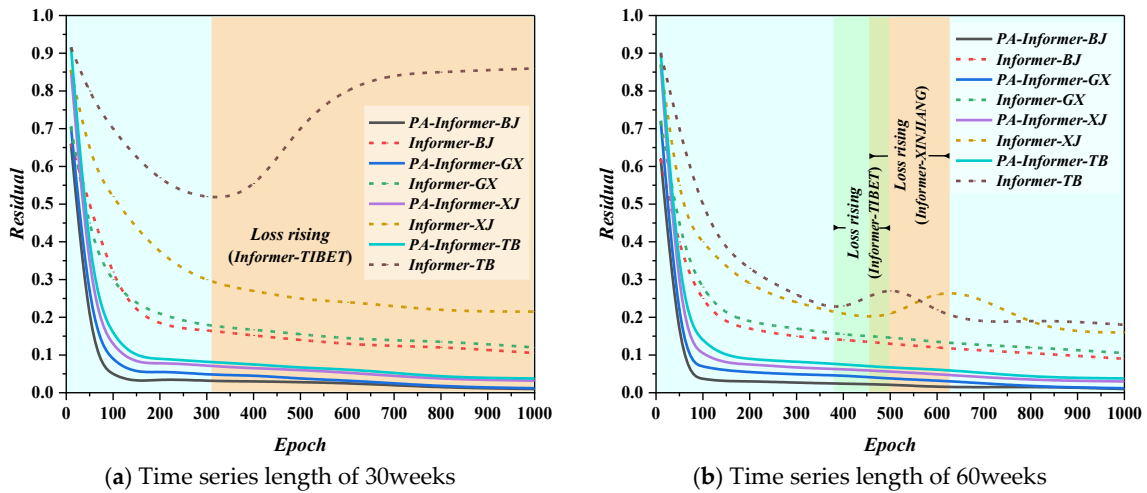 1.0
0.9
0.8
0.7
0.6
0.5
0.4
0.3
0.2
0.1
0.0
Residual
0 100 200 300 400 500 600 700 800 900 1000
Epoch
Loss rising
(Informer-TIBET)
PA-Informer-BJ
Informer-BJ
PA-Informer-GX
Informer-GX
PA-Informer-XJ
Informer-XJ
PA-Informer-TB
Informer-TB
(a) Time series length of 30weeks
1.0
0.9
0.8
0.7
0.6
0.5
0.4
0.3
0.2
0.1
0.0
Residual
0 100 200 300 400 500 600 700 800 900 1000
Epoch
Loss rising
(Informer-TIBET)
Loss rising
(Informer-XINJIANG)
PA-Informer-BJ
Informer-BJ
PA-Informer-GX
Informer-GX
PA-Informer-XJ
Informer-XJ
PA-Informer-TB
Informer-TB
(b) Time series length of 60weeks